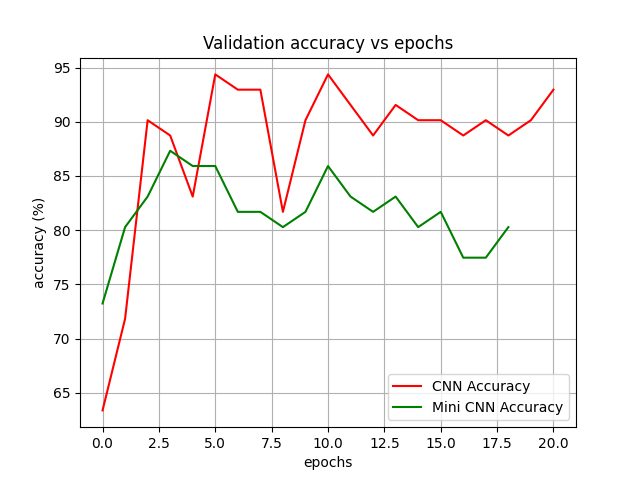 Validation accuracy vs epochs
95
90
85
80
75
70
65
accuracy (%)
CNN Accuracy
Mini CNN Accuracy
0.0 2.5 5.0 7.5 10.0 12.5 15.0 17.5 20.0
epochs